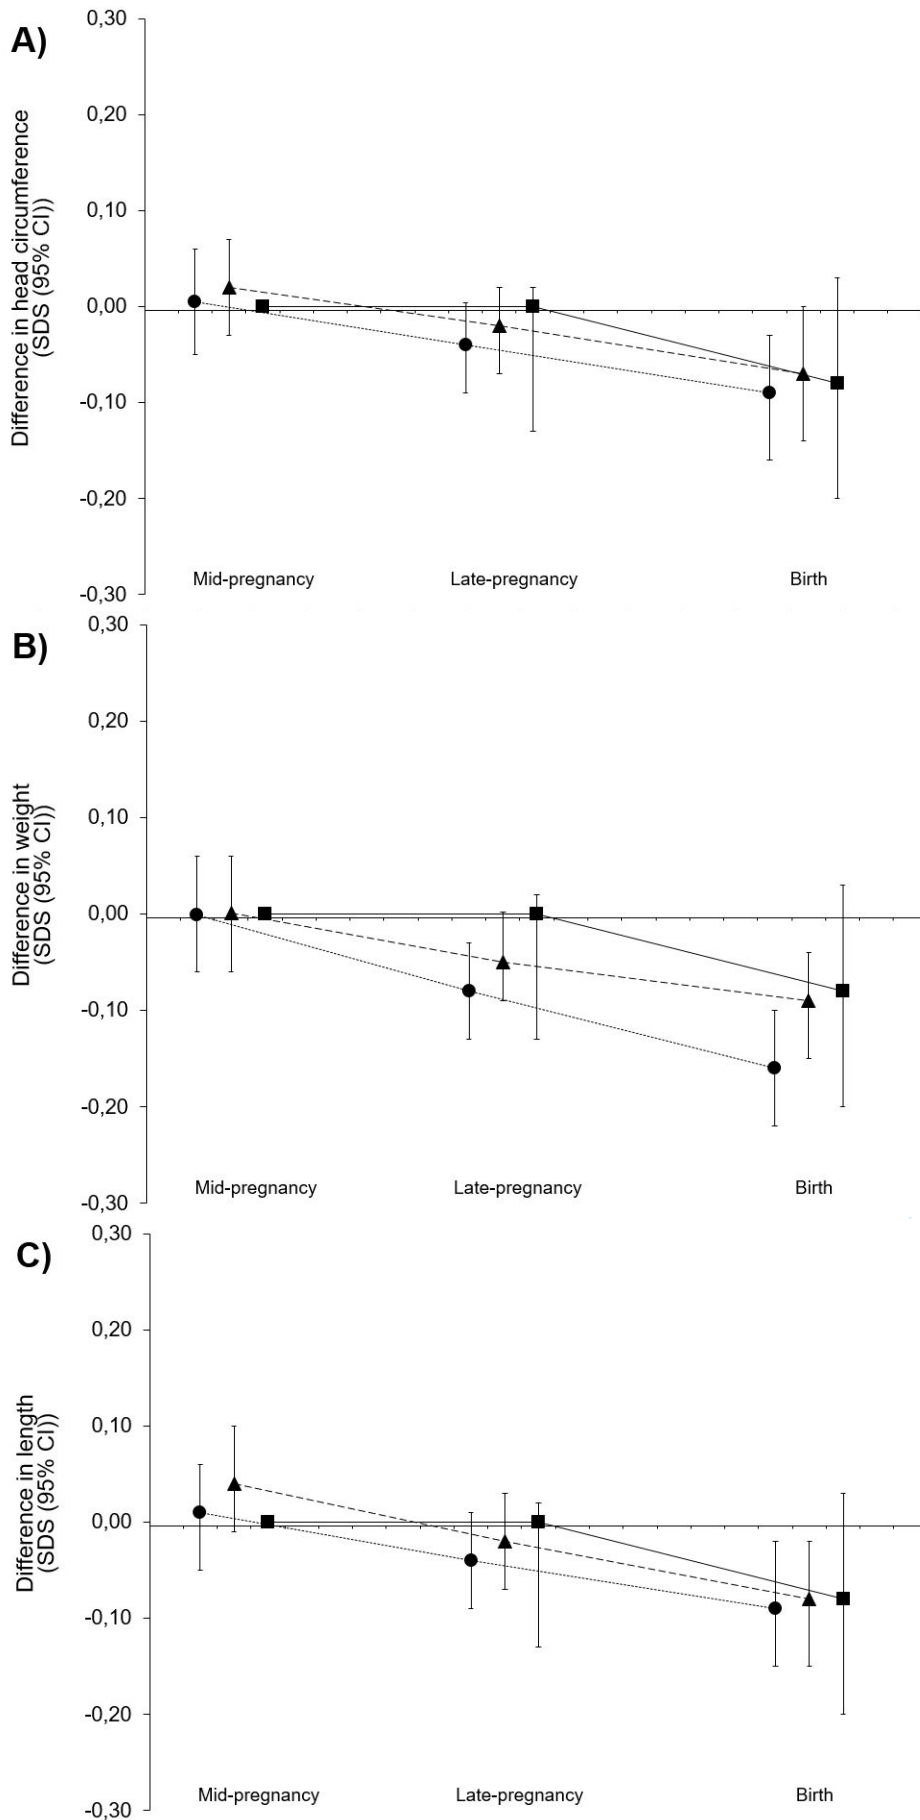 A)
0,30
0,20
0,10
0,00
-0,10
-0,20
-0,30
Difference in head circumference
(SDS (95% CI))
Mid-pregnancy Late-pregnancy Birth
B)
0,30
0,20
0,10
0,00
-0,10
-0,20
-0,30
Difference in weight
(SDS (95% CI))
Mid-pregnancy Late-pregnancy Birth
C)
0,30
0,20
0,10
0,00
-0,10
-0,20
-0,30
Difference in length
(SDS (95% CI))
Mid-pregnancy Late-pregnancy Birth